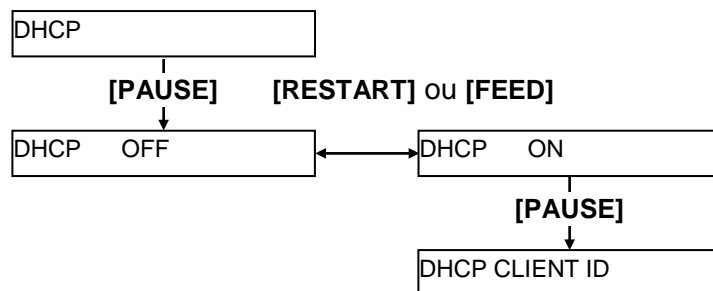 DHCP
[PAUSE] [RESTART] ou [FEED]
DHCP OFF
DHCP ON
[PAUSE]
DHCP CLIENT ID